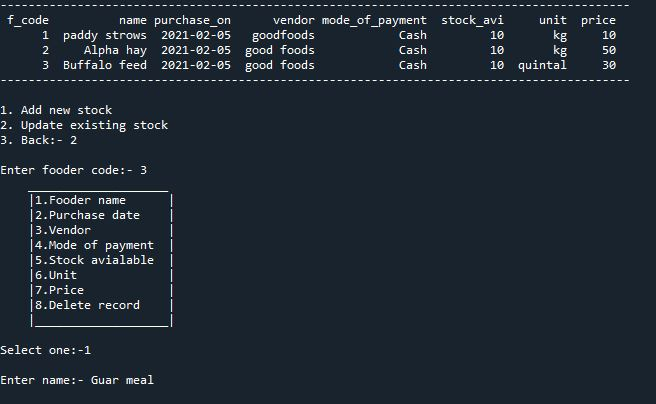 f_code name purchase_on vendor mode_of_payment stock_avi unit price
1 paddy strows 2021-02-05 goodfoods Cash 10 kg 10
2 Alpha hay 2021-02-05 good foods Cash 10 kg 50
3 Buffalo feed 2021-02-05 good foods Cash 10 quintal 30
1. Add new stock
2. Update existing stock
3. Back:- 2
Enter fooder code:- 3
|1.Fooder name |
|2.Purchase date |
|3.Vendor |
|4.Mode of payment |
|5.Stock avialable |
|6.Unit |
|7.Price |
|8.Delete record |
Select one:-1
Enter name:- Guar meal